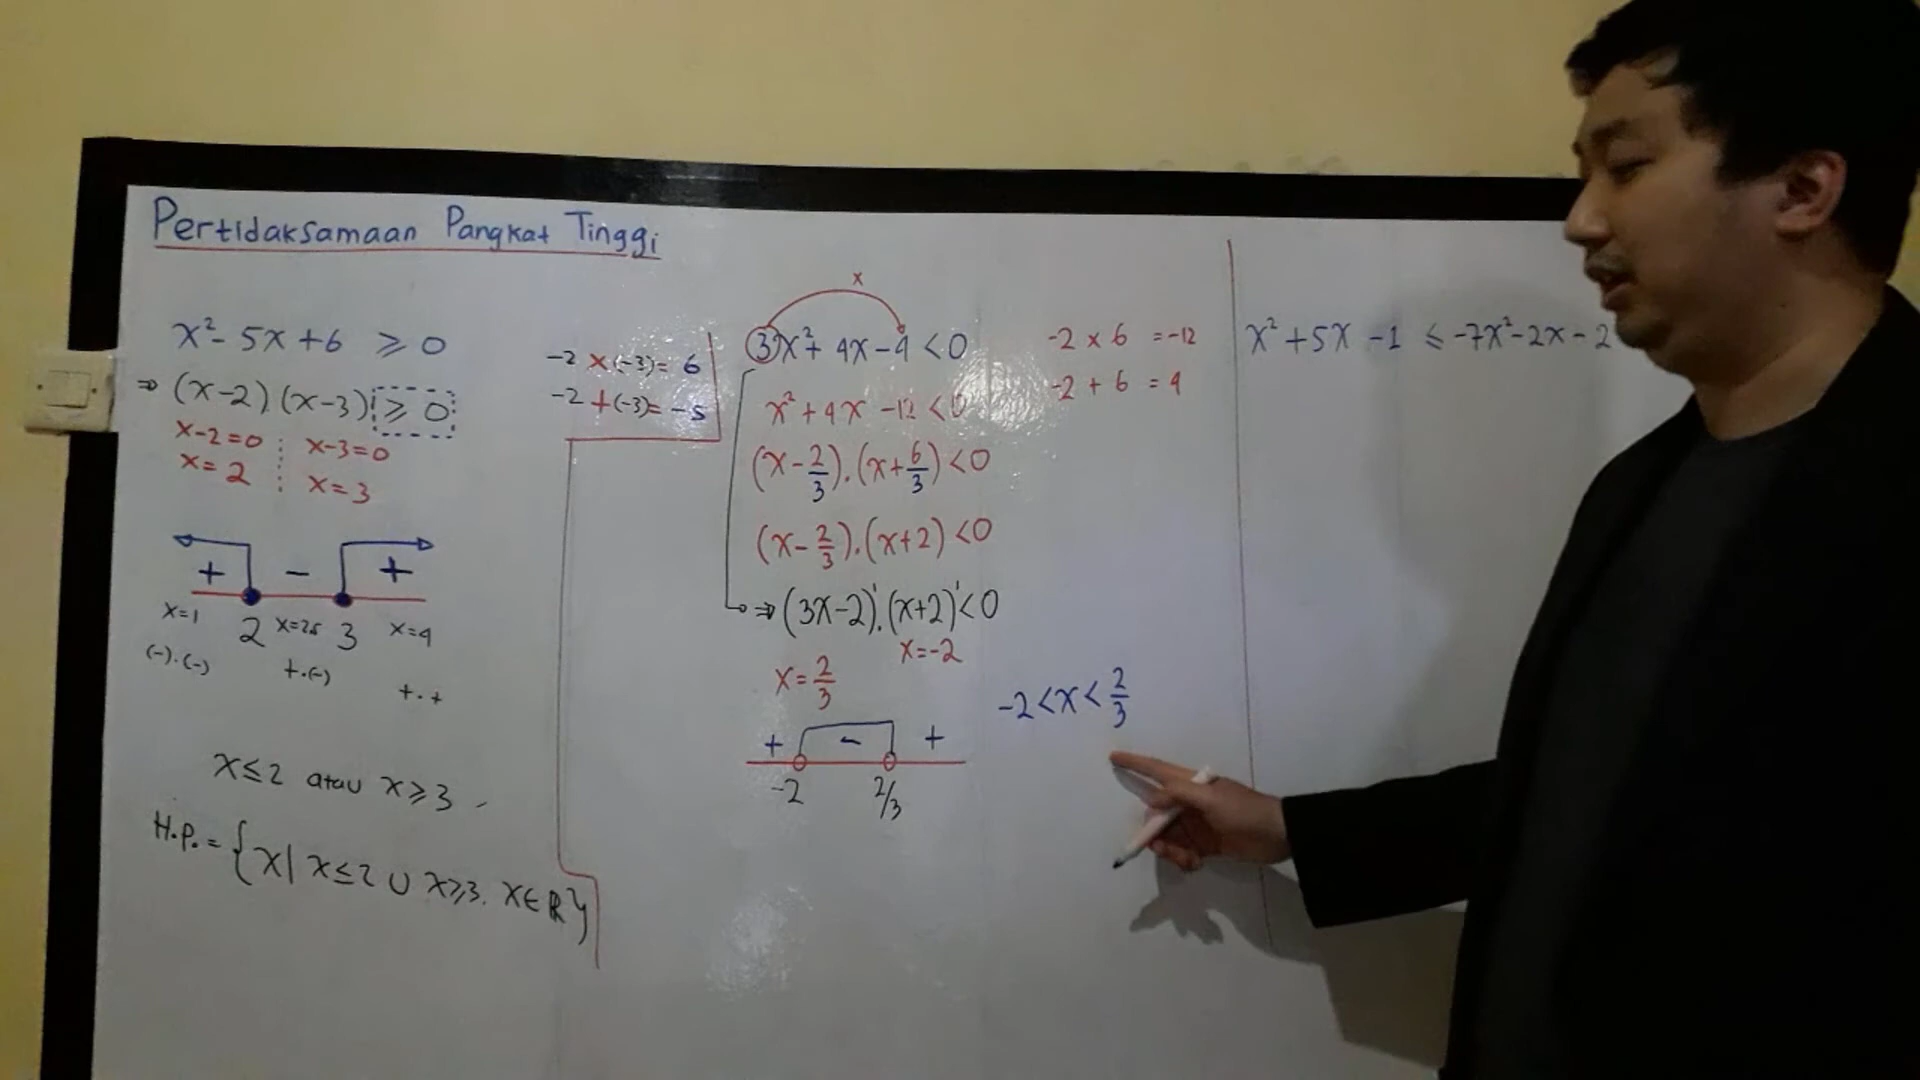 Pertidaksamaan Pangkat Tinggi
x² - 5x + 6 ≥ 0
⇒ (x-2).(x-3) ≥ 0
x-2=0 x-3=0
x=2 x=3
+ - +
x=1 2 x=2,5 3 x=4
(-).(-) +.(-) +.+
x≤2 atau x≥3
H.P. = {x| x≤2 ∪ x≥3. x∈R}
-2 x (-3) = 6
-2 + (-3) = -5
x
3x² + 4x - 4 < 0
x² + 4x - 12 < 0
(x - 2/3).(x + 6/3) < 0
(x - 2/3).(x+2) < 0
⇒ (3x-2)¹.(x+2)¹ < 0
x = 2/3 x = -2
+ - +
-2 2/3
-2 x 6 = -12
-2 + 6 = 4
-2 < x < 2/3
x² + 5x - 1 ≤ -7x² - 2x - 2